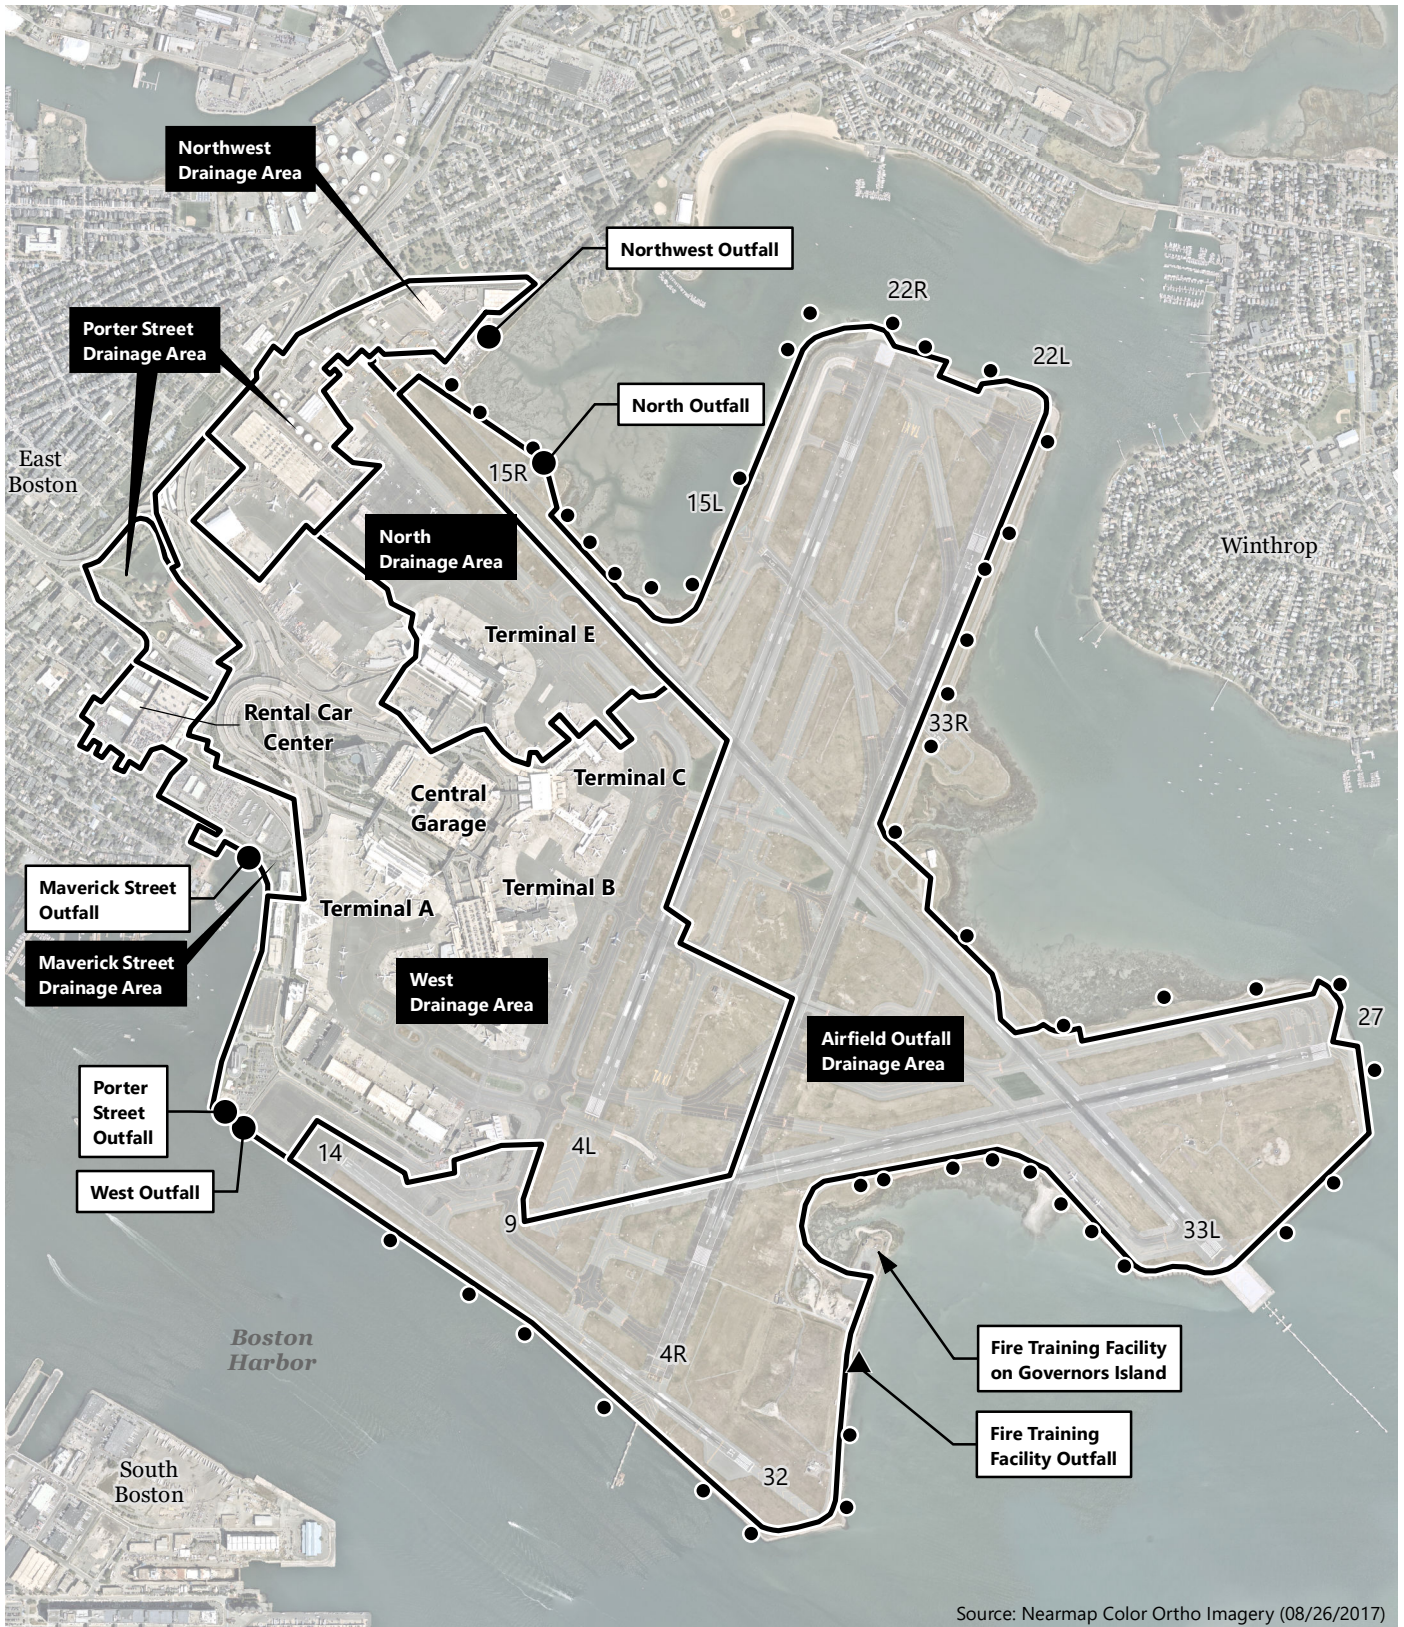 Northwest
Drainage Area
Northwest Outfall
22R
Porter Street
Drainage Area
22L
North Outfall
East
Boston
15R
15L
North
Drainage Area
Winthrop
Terminal E
Rental Car
Center
33R
Terminal C
Central
Garage
Maverick Street
Outfall
Terminal B
Terminal A
Maverick Street
Drainage Area
West
Drainage Area
27
Airfield Outfall
Drainage Area
Porter
Street
Outfall
14
4L
West Outfall
9
33L
Boston
Harbor
4R
Fire Training Facility
on Governors Island
Fire Training
Facility Outfall
South
Boston
32
Source: Nearmap Color Ortho Imagery (08/26/2017)